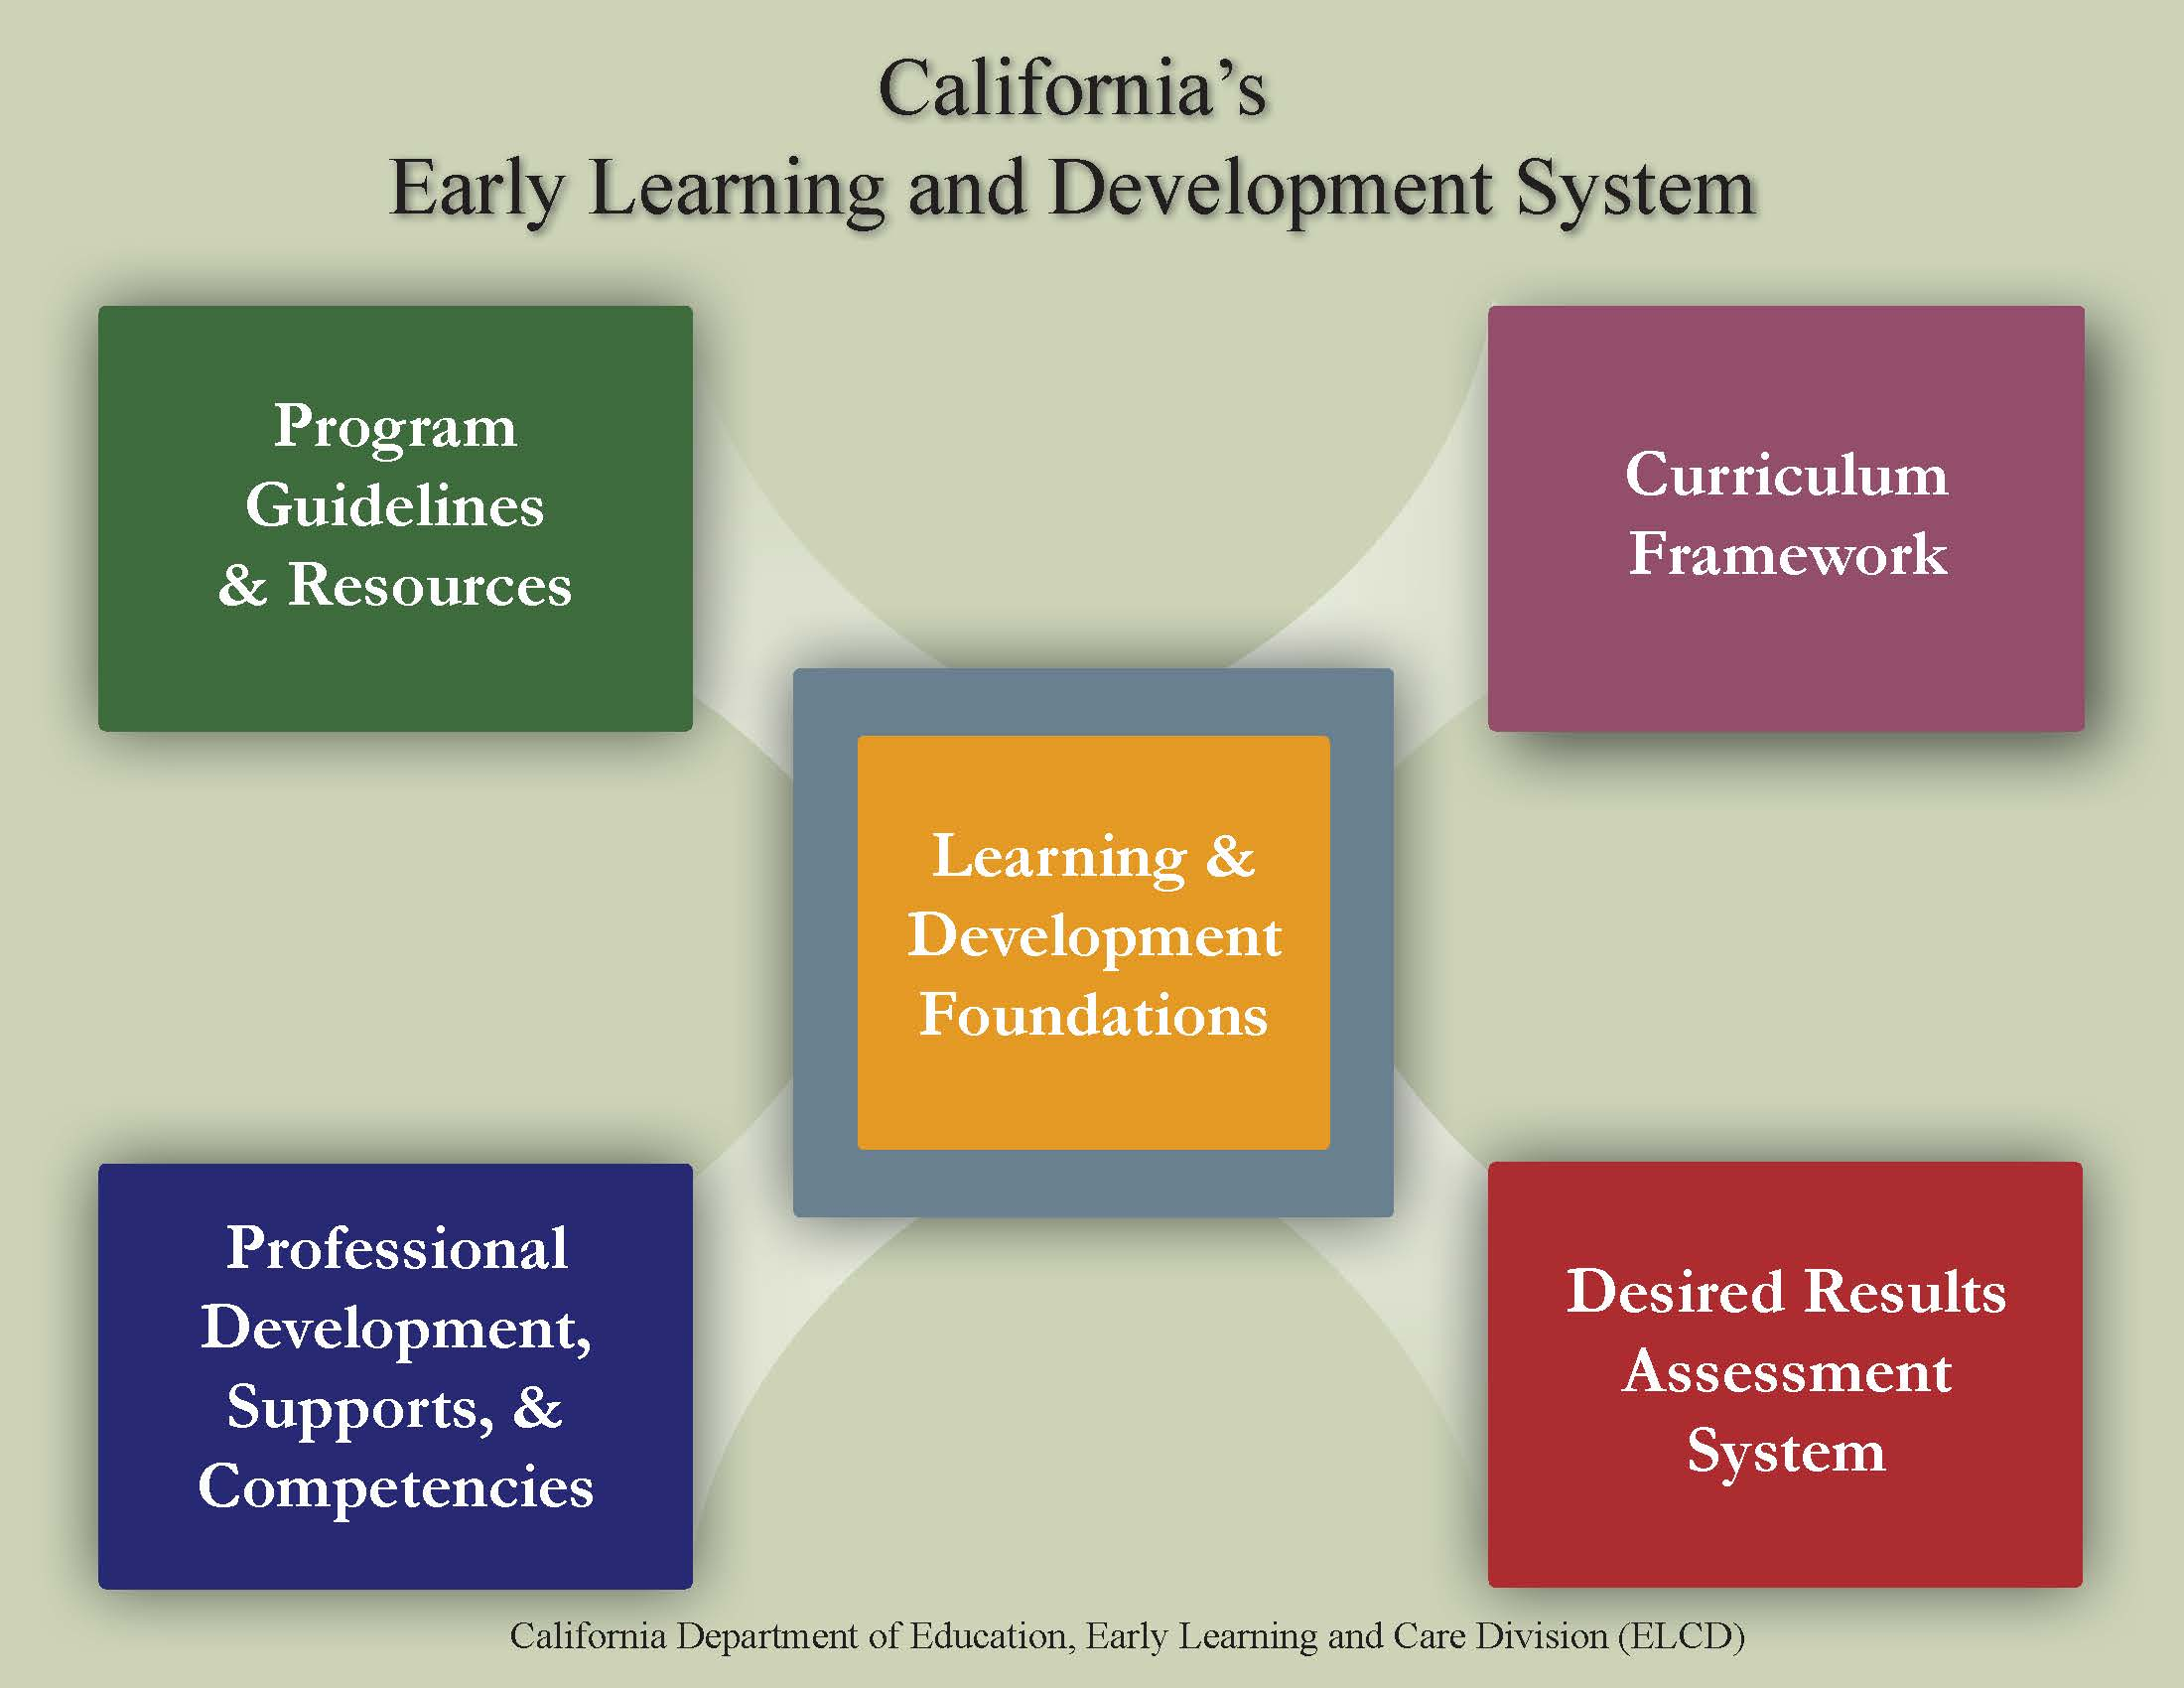 California’s
Early Learning and Development System
Program
Guidelines
& Resources
Curriculum
Framework
Learning &
Development
Foundations
Professional
Development,
Supports, &
Competencies
Desired Results
Assessment
System
California Department of Education, Early Learning and Care Division (ELCD)